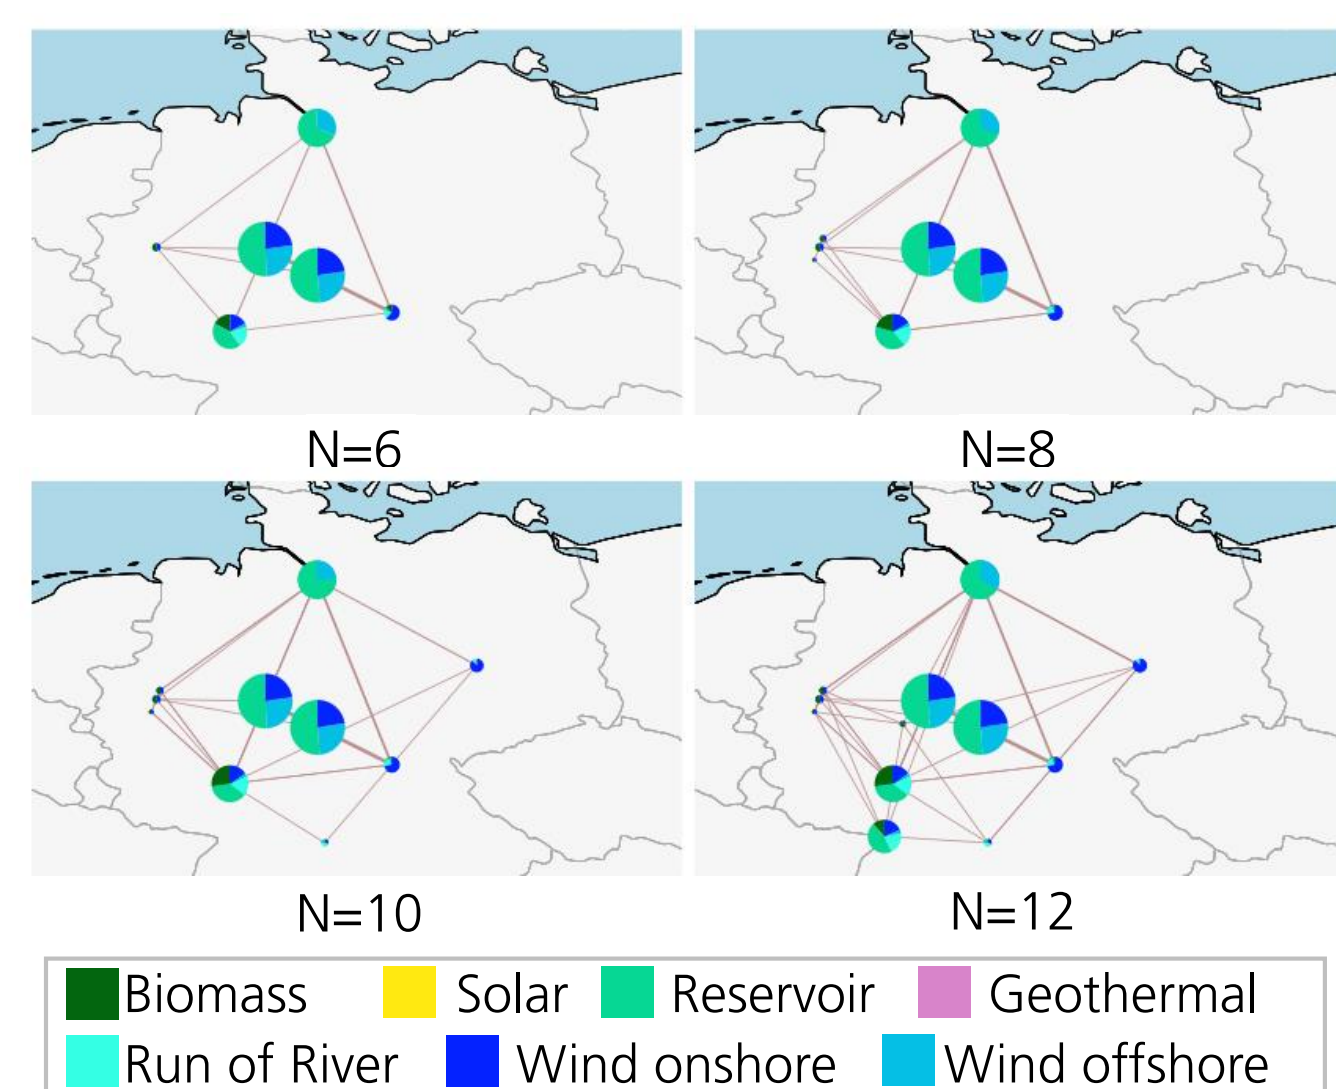 N=6
N=8
N=10
N=12
Biomass Solar Reservoir Geothermal
Run of River Wind onshore Wind offshore